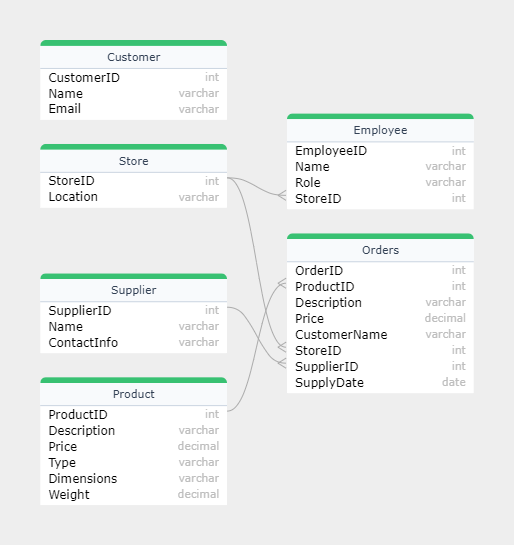 Customer
CustomerID int
Name varchar
Email varchar
Store
StoreID int
Location varchar
Supplier
SupplierID int
Name varchar
ContactInfo varchar
Product
ProductID int
Description varchar
Price decimal
Type varchar
Dimensions varchar
Weight decimal
Employee
EmployeeID int
Name varchar
Role varchar
StoreID int
Orders
OrderID int
ProductID int
Description varchar
Price decimal
CustomerName varchar
StoreID int
SupplierID int
SupplyDate date